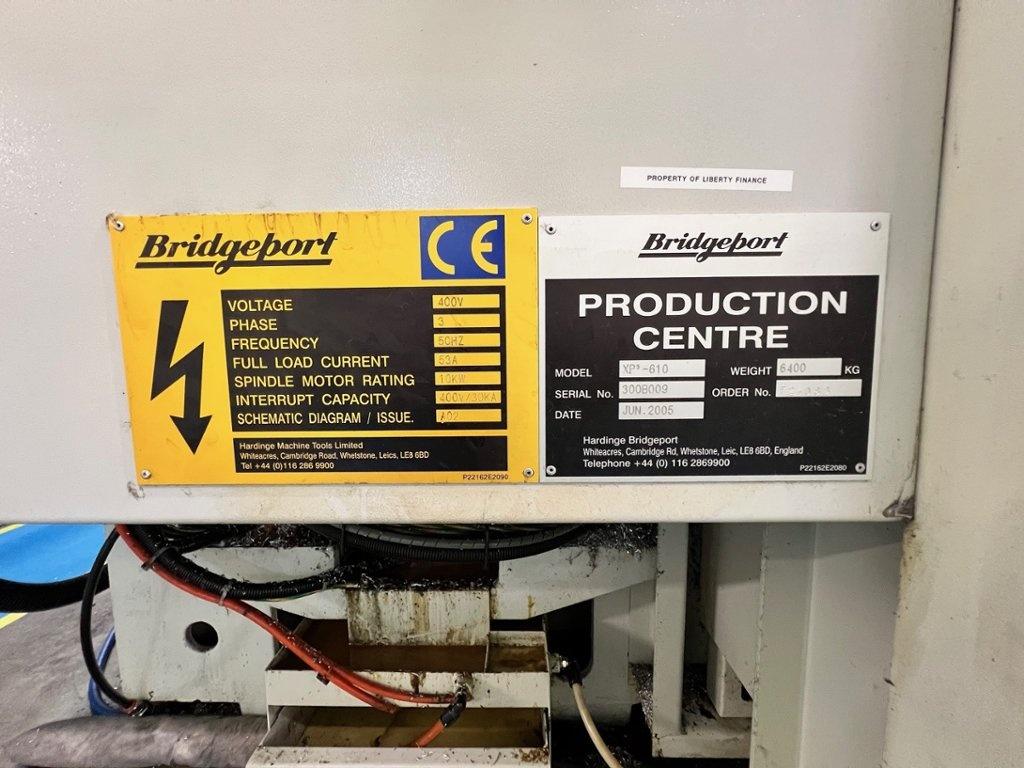 PROPERTY OF LIBERTY FINANCE
Bridgeport
CE
VOLTAGE 400V
PHASE 3
FREQUENCY 50HZ
FULL LOAD CURRENT 53A
SPINDLE MOTOR RATING 10KW
INTERRUPT CAPACITY 400V/30KA
SCHEMATIC DIAGRAM / ISSUE. A02
Hardinge Machine Tools Limited
Whiteacres, Cambridge Road, Whetstone, Leics, LE8 6BD
Tel +44 (0)116 286 9900
P22162E2090
Bridgeport
PRODUCTION
CENTRE
MODEL XP³-610 WEIGHT 6400 KG
SERIAL No. 300B009 ORDER No.
DATE JUN.2005
Hardinge Bridgeport
Whiteacres, Cambridge Rd, Whetstone, Leic, LE8 6BD, England
Telephone +44 (0) 116 2869900
P22162E2080